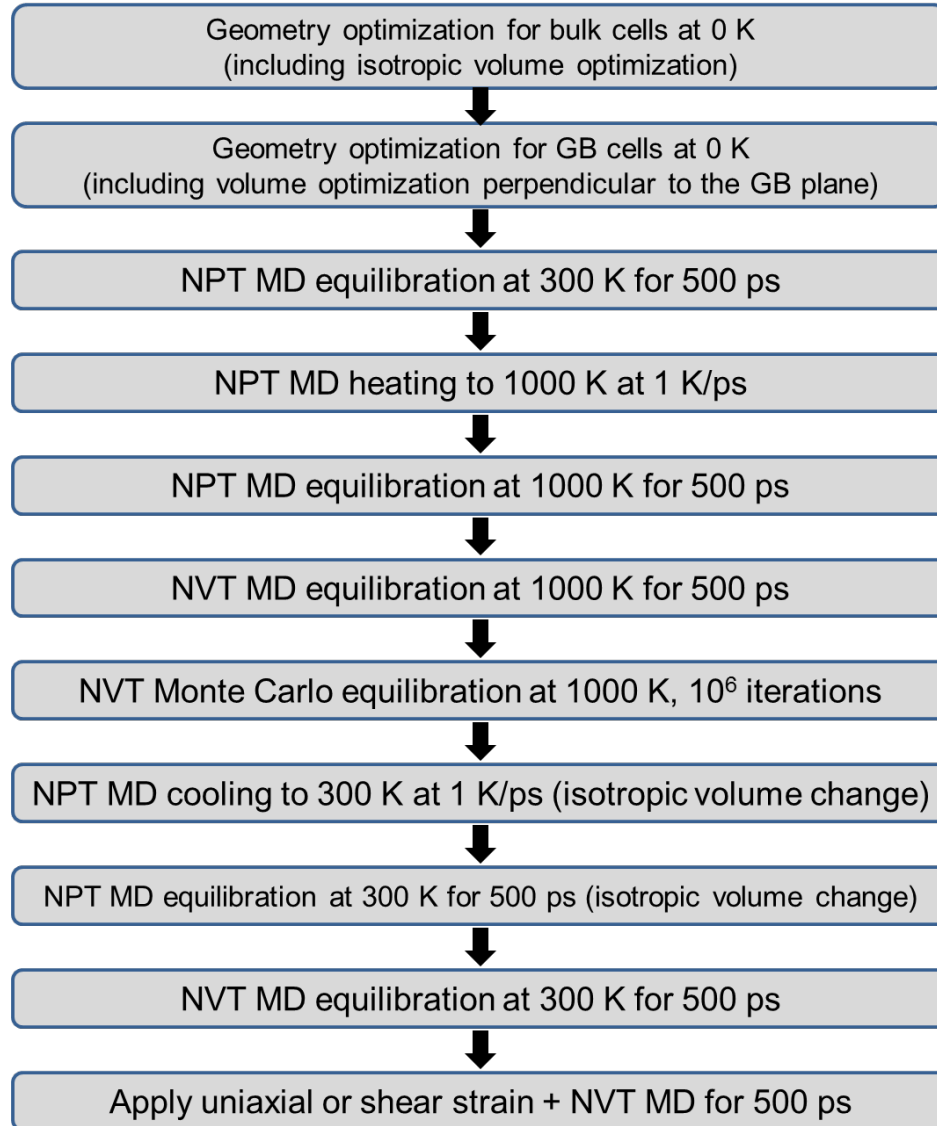 Geometry optimization for bulk cells at 0 K
(including isotropic volume optimization)
Geometry optimization for GB cells at 0 K
(including volume optimization perpendicular to the GB plane)
NPT MD equilibration at 300 K for 500 ps
NPT MD heating to 1000 K at 1 K/ps
NPT MD equilibration at 1000 K for 500 ps
NVT MD equilibration at 1000 K for 500 ps
NVT Monte Carlo equilibration at 1000 K, 10⁶ iterations
NPT MD cooling to 300 K at 1 K/ps (isotropic volume change)
NPT MD equilibration at 300 K for 500 ps (isotropic volume change)
NVT MD equilibration at 300 K for 500 ps
Apply uniaxial or shear strain + NVT MD for 500 ps